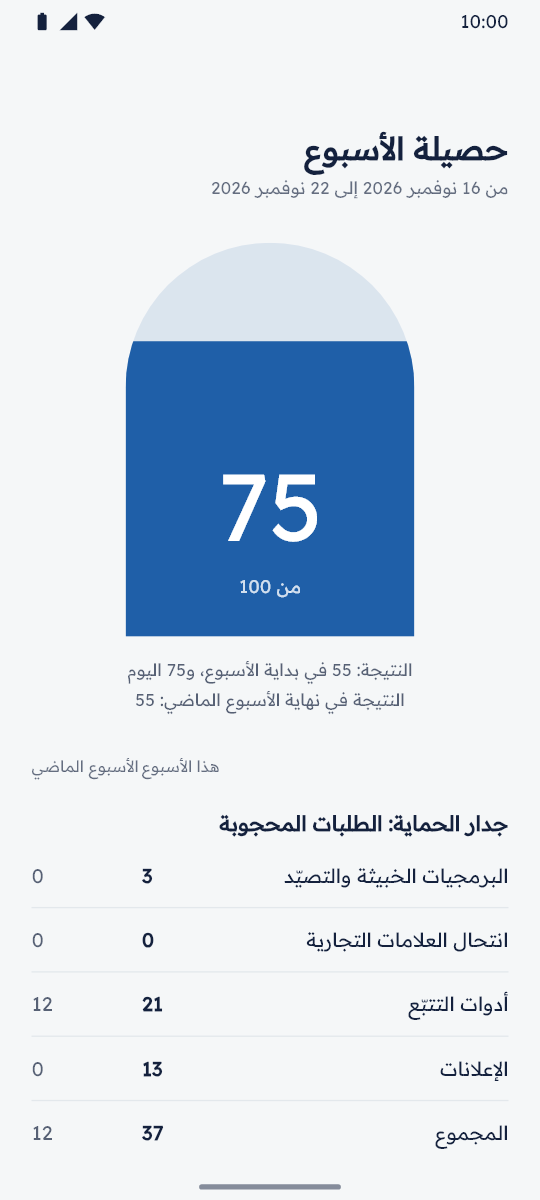 10:00
حصيلة الأسبوع
من 16 نوفمبر 2026 إلى 22 نوفمبر 2026
75
من 100
النتيجة: 55 في بداية الأسبوع، و75 اليوم
النتيجة في نهاية الأسبوع الماضي: 55
هذا الأسبوع الأسبوع الماضي
جدار الحماية: الطلبات المحجوبة
البرمجيات الخبيثة والتصيّد 3 0
انتحال العلامات التجارية 0 0
أدوات التتبّع 21 12
الإعلانات 13 0
المجموع 37 12